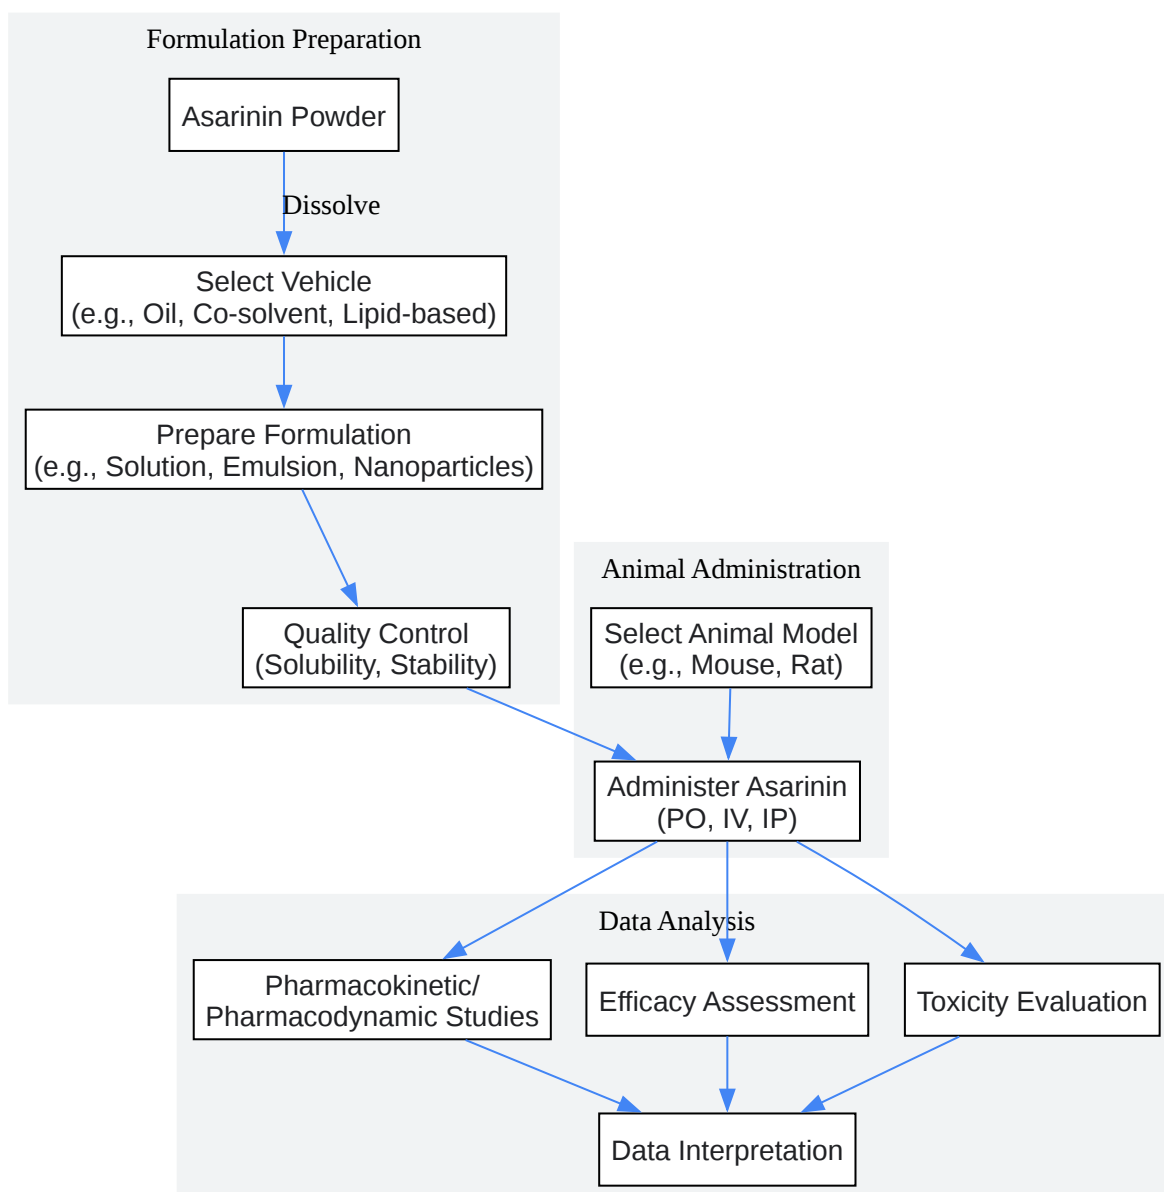 Formulation Preparation
Asarinin Powder
Dissolve
Select Vehicle
(e.g., Oil, Co-solvent, Lipid-based)
Prepare Formulation
(e.g., Solution, Emulsion, Nanoparticles)
Quality Control
(Solubility, Stability)
Animal Administration
Select Animal Model
(e.g., Mouse, Rat)
Administer Asarinin
(PO, IV, IP)
Data Analysis
Pharmacokinetic/
Pharmacodynamic Studies
Efficacy Assessment
Toxicity Evaluation
Data Interpretation